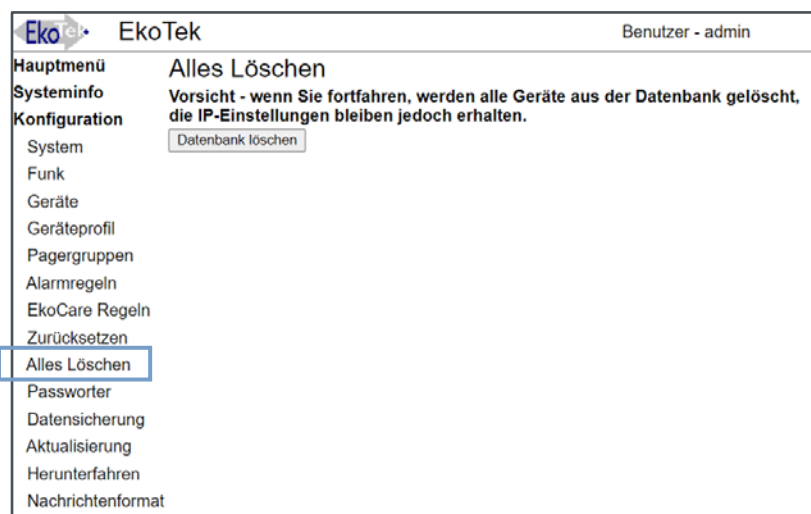 EkoTek EkoTek Benutzer - admin
Hauptmenü
Systeminfo
Konfiguration
System
Funk
Geräte
Geräteprofil
Pagergruppen
Alarmregeln
EkoCare Regeln
Zurücksetzen
Alles Löschen
Passworter
Datensicherung
Aktualisierung
Herunterfahren
Nachrichtenformat
Alles Löschen
Vorsicht - wenn Sie fortfahren, werden alle Geräte aus der Datenbank gelöscht,
die IP-Einstellungen bleiben jedoch erhalten.
Datenbank löschen